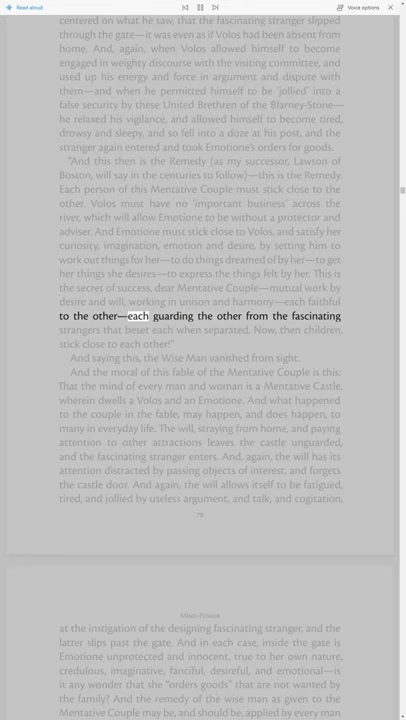 Read aloud
Voice options
centered on what he saw, that the fascinating stranger slipped
through the gate—it was even as if Volos had been absent from
home. And, again, when Volos allowed himself to become
engaged in weighty discourse with the visiting committee, and
used up his energy and force in argument and dispute with
them—and when he permitted himself to be 'jollied' into a
false security by these United Brethren of the Blarney-Stone—
he relaxed his vigilance, and allowed himself to become tired,
drowsy and sleepy, and so fell into a doze at his post, and the
stranger again entered and took Emotione's orders for goods.
"And this then is the Remedy (as my successor, Lawson of
Boston, will say in the centuries to follow)—this is the Remedy.
Each person of this Mentative Couple must stick close to the
other. Volos must have no 'important business' across the
river, which will allow Emotione to be without a protector and
adviser. And Emotione must stick close to Volos, and satisfy her
curiosity, imagination, emotion and desire, by setting him to
work out things for her—to do things dreamed of by her—to get
her things she desires—to express the things felt by her. This is
the secret of success, dear Mentative Couple—mutual work by
desire and will, working in unison and harmony—each faithful
to the other—each guarding the other from the fascinating
strangers that beset each when separated. Now, then children,
stick close to each other!"
And saying this, the Wise Man vanished from sight.
And the moral of this fable of the Mentative Couple is this:
That the mind of every man and woman is a Mentative Castle,
wherein dwells a Volos and an Emotione. And what happened
to the couple in the fable, may happen, and does happen, to
many in everyday life. The will, straying from home, and paying
attention to other attractions leaves the castle unguarded,
and the fascinating stranger enters. And, again, the will has its
attention distracted by passing objects of interest, and forgets
the castle door. And again, the will allows itself to be fatigued,
tired, and jollied by useless argument, and talk, and cogitation,
79
Mind-Power
at the instigation of the designing fascinating stranger, and the
latter slips past the gate. And in each case, inside the gate is
Emotione unprotected and innocent, true to her own nature,
credulous, imaginative, fanciful, desireful, and emotional—is
it any wonder that she "orders goods" that are not wanted by
the family? And the remedy of the wise man as given to the
Mentative Couple may be, and should be, applied by every man